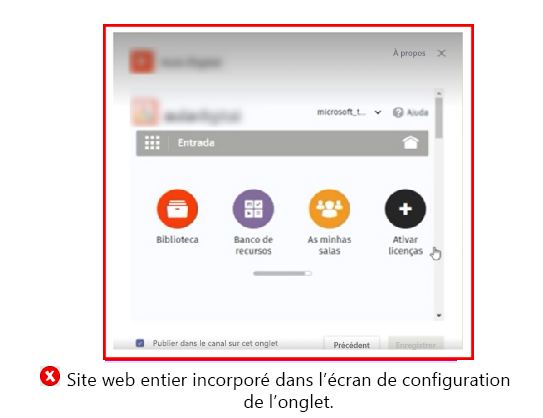 À propos
microsoft_t...
Ajuda
Entrada
Biblioteca
Banco de
recursos
As minhas
salas
Ativar
licenças
Publier dans le canal sur cet onglet
Précédent
Enregistrer
Site web entier incorporé dans l'écran de configuration
de l'onglet.